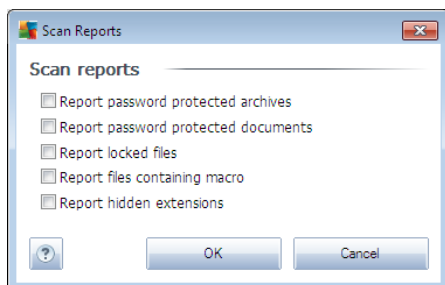 Scan Reports
Scan reports
Report password protected archives
Report password protected documents
Report locked files
Report files containing macro
Report hidden extensions
?
OK
Cancel